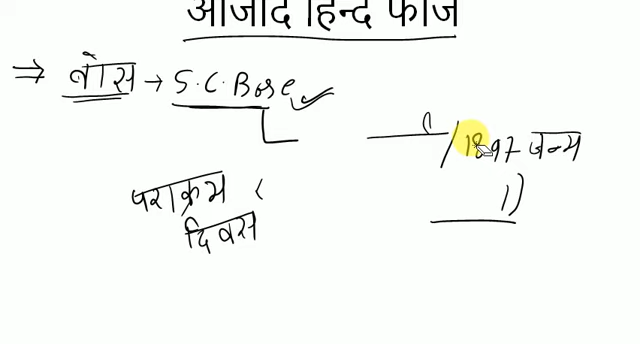 आजाद हिन्द फौज
⇒ बोस → S.C. Bose ✓
1897 जन्म
पराक्रम
दिवस